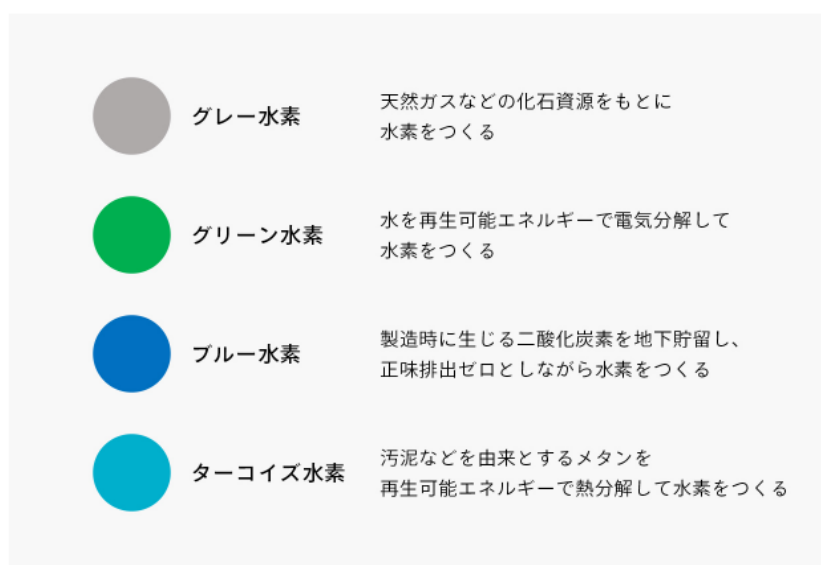 グレー水素
天然ガスなどの化石資源をもとに
水素をつくる
グリーン水素
水を再生可能エネルギーで電気分解して
水素をつくる
ブルー水素
製造時に生じる二酸化炭素を地下貯留し、
正味排出ゼロとしながら水素をつくる
ターコイズ水素
汚泥などを由来とするメタンを
再生可能エネルギーで熱分解して水素をつくる